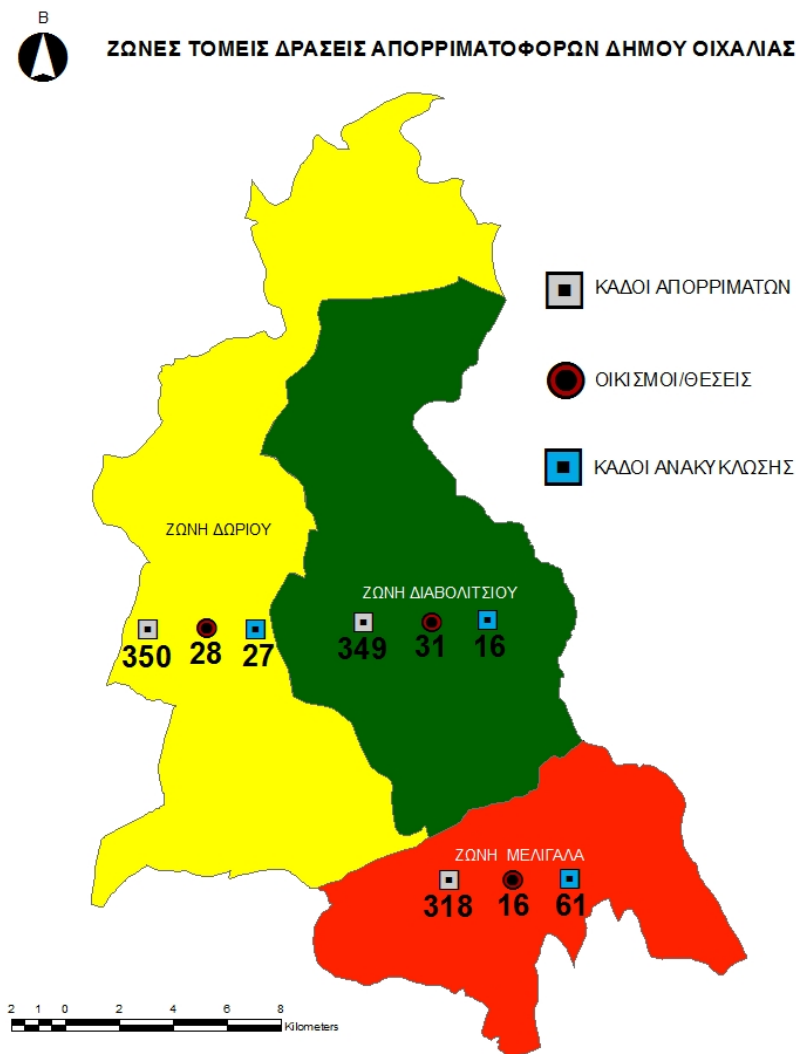 Β
ΖΩΝΕΣ ΤΟΜΕΙΣ ΔΡΑΣΕΙΣ ΑΠΟΡΡΙΜΑΤΟΦΟΡΩΝ ΔΗΜΟΥ ΟΙΧΑΛΙΑΣ
ΚΑΔΟΙ ΑΠΟΡΡΙΜΑΤΩΝ
ΟΙΚΙΣΜΟΙ/ΘΕΣΕΙΣ
ΚΑΔΟΙ ΑΝΑΚΥΚΛΩΣΗΣ
ΖΩΝΗ ΔΩΡΙΟΥ
350 28 27
ΖΩΝΗ ΔΙΑΒΟΛΙΤΣΙΟΥ
349 31 16
ΖΩΝΗ ΜΕΛΙΓΑΛΑ
318 16 61
2 1 0 2 4 6 8
Kilometers